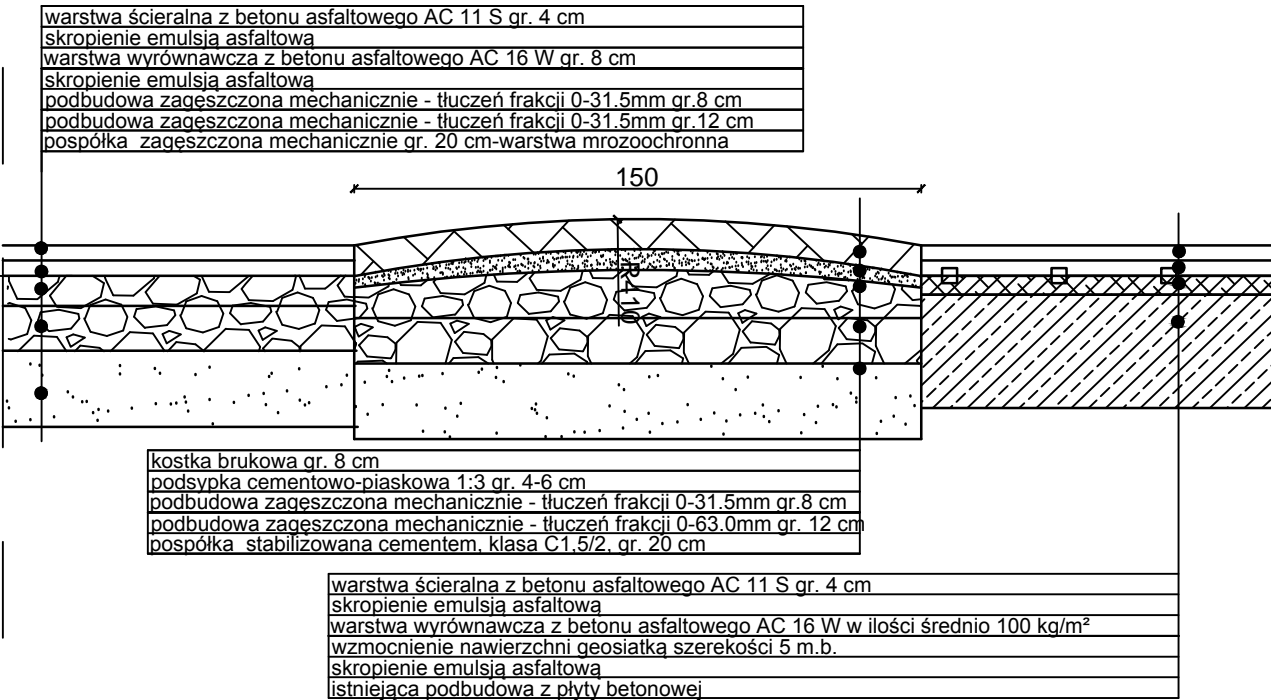 warstwa ścieralna z betonu asfaltowego AC 11 S gr. 4 cm
skropienie emulsją asfaltową
warstwa wyrównawcza z betonu asfaltowego AC 16 W gr. 8 cm
skropienie emulsją asfaltową
podbudowa zagęszczona mechanicznie - tłuczeń frakcji 0-31.5mm gr.8 cm
podbudowa zagęszczona mechanicznie - tłuczeń frakcji 0-31.5mm gr.12 cm
pospółka zagęszczona mechanicznie gr. 20 cm-warstwa mrozoochronna
150
R41,0
kostka brukowa gr. 8 cm
podsypka cementowo-piaskowa 1:3 gr. 4-6 cm
podbudowa zagęszczona mechanicznie - tłuczeń frakcji 0-31.5mm gr.8 cm
podbudowa zagęszczona mechanicznie - tłuczeń frakcji 0-63.0mm gr. 12 cm
pospółka stabilizowana cementem, klasa C1,5/2, gr. 20 cm
warstwa ścieralna z betonu asfaltowego AC 11 S gr. 4 cm
skropienie emulsją asfaltową
warstwa wyrównawcza z betonu asfaltowego AC 16 W w ilości średnio 100 kg/m²
wzmocnienie nawierzchni geosiatką szerekości 5 m.b.
skropienie emulsją asfaltową
istniejąca podbudowa z płyty betonowej